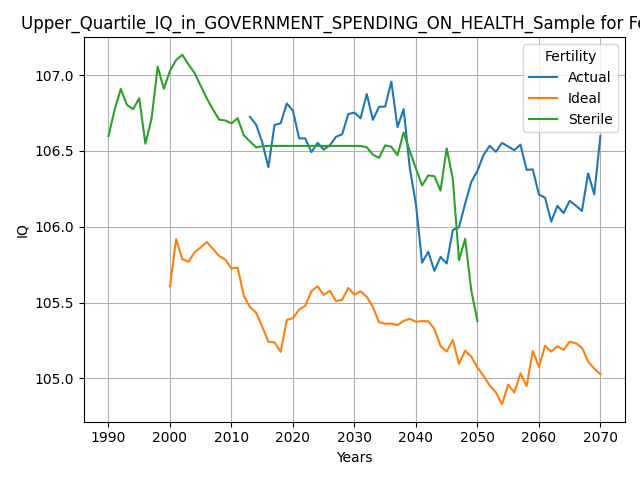 Upper_Quartile_IQ_in_GOVERNMENT_SPENDING_ON_HEALTH_Sample for Fe
Fertility
Actual
Ideal
Sterile
107.0
106.5
106.0
105.5
105.0
IQ
1990 2000 2010 2020 2030 2040 2050 2060 2070
Years